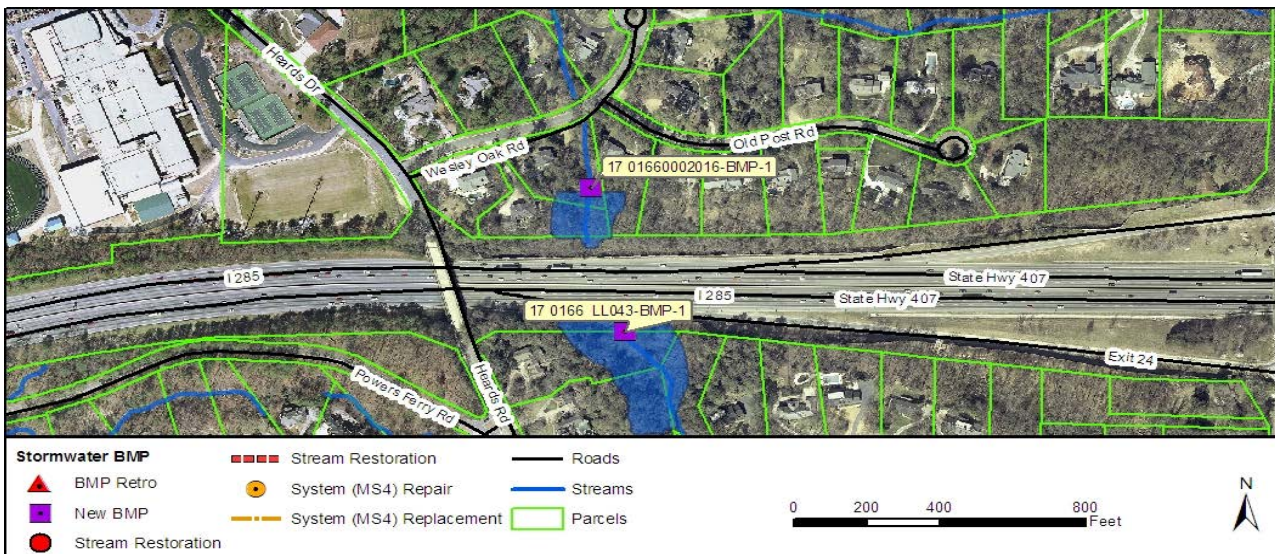 Heards Dr
Wesley Oak Rd
Old Post Rd
17 01660002016-BMP-1
I 285
State Hwy 407
I 285
State Hwy 407
17 0166 LL043-BMP-1
Exit 24
Powers Ferry Rd
Heards Rd
Stormwater BMP
BMP Retro
New BMP
Stream Restoration
Stream Restoration
System (MS4) Repair
System (MS4) Replacement
Roads
Streams
Parcels
0 200 400 800
Feet
N